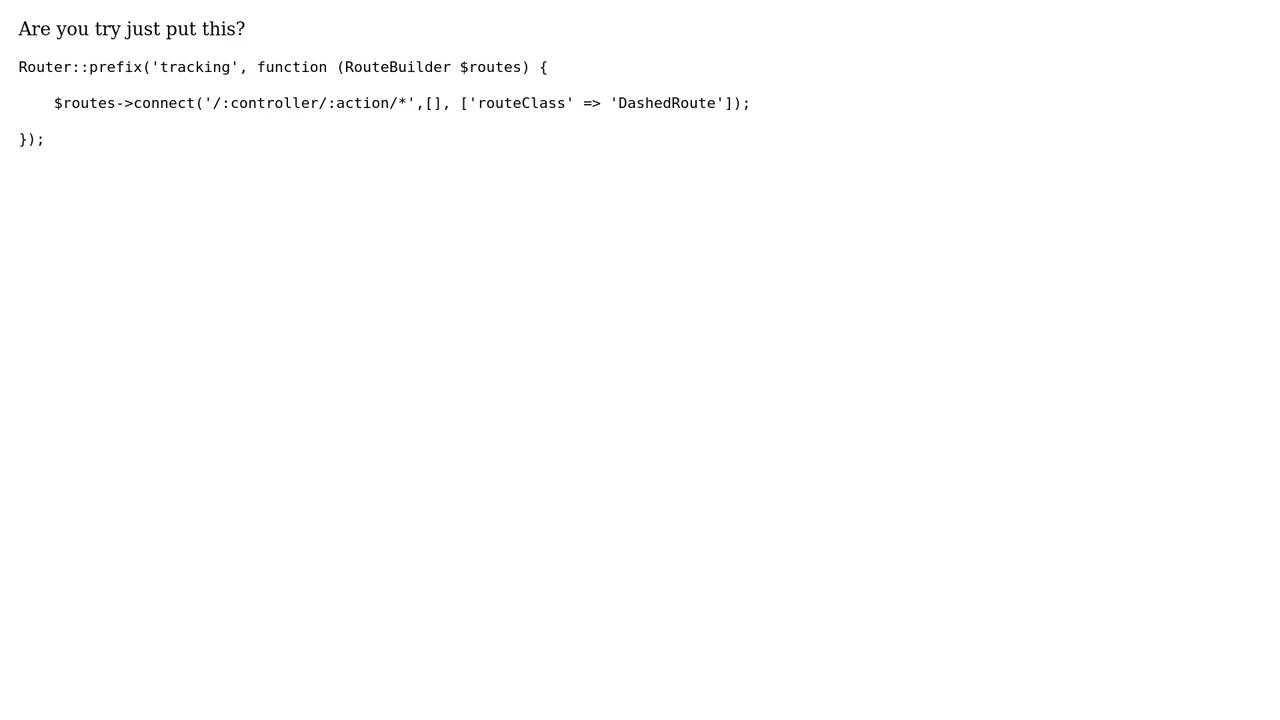 Are you try just put this?
Router::prefix('tracking', function (RouteBuilder $routes) {
    $routes->connect('/:controller/:action/*',[], ['routeClass' => 'DashedRoute']);
});